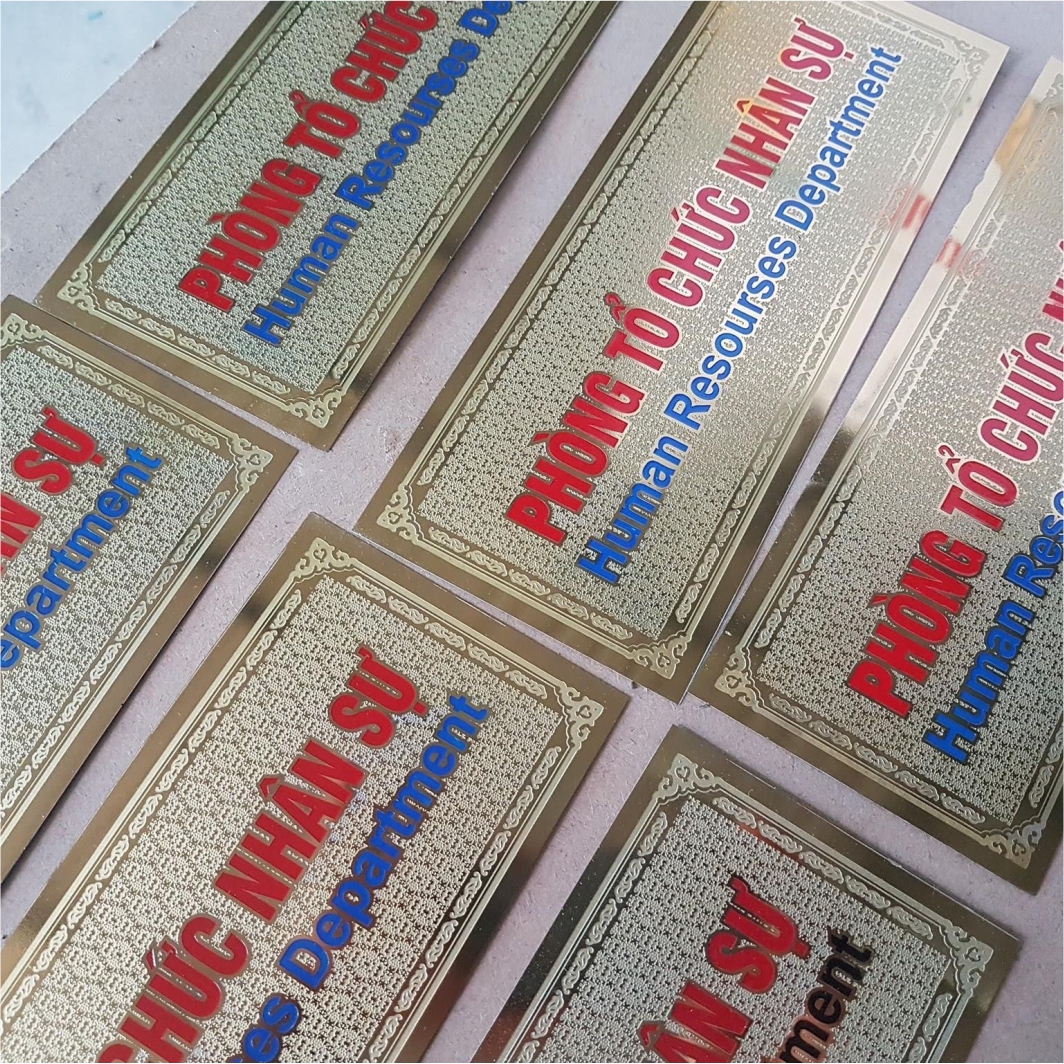 PHÒNG TỔ CHỨC
Human Resourses
PHÒNG TỔ CHỨC NHÂN SỰ
Human Resourses Department
PHÒNG TỔ CHỨC
Human
SỰ
CHỨC NHÂN SỰ
Department
SỰ